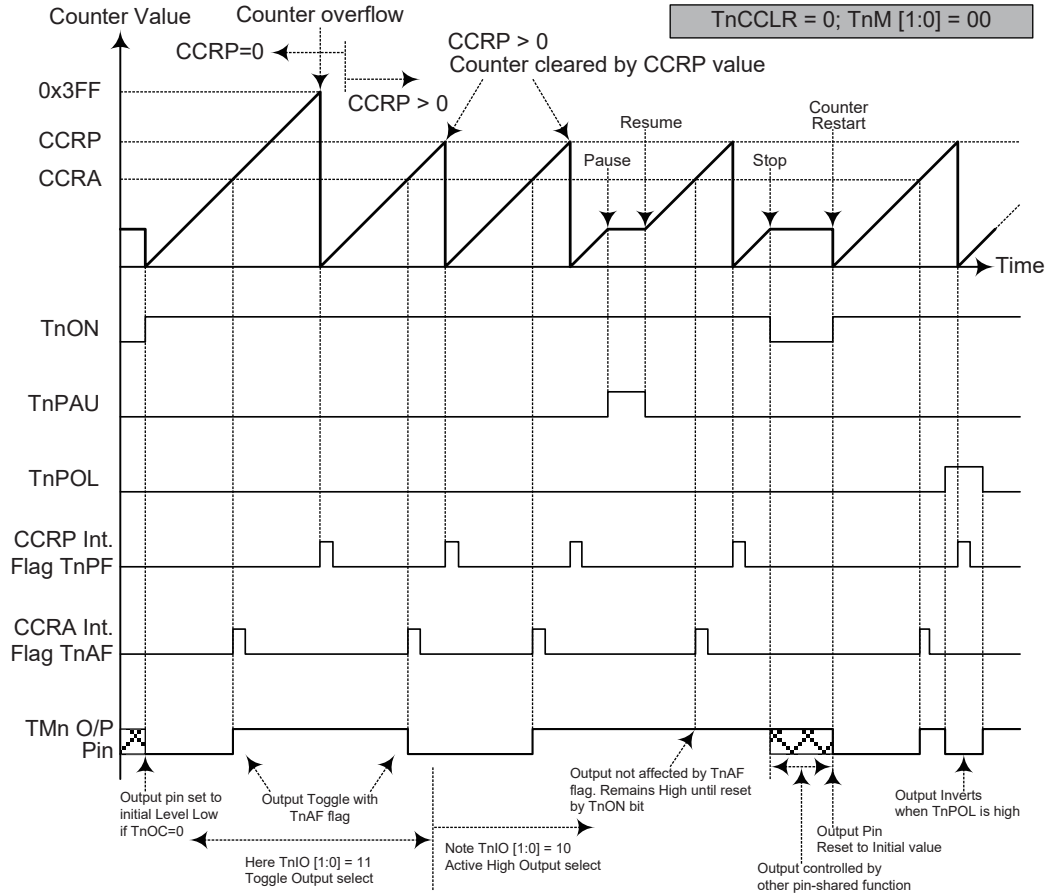 Counter Value
Counter overflow
TnCCLR = 0; TnM [1:0] = 00
CCRP=0
CCRP > 0
CCRP > 0
Counter cleared by CCRP value
0x3FF
CCRP
CCRA
Pause
Resume
Stop
Counter
Restart
Time
TnON
TnPAU
TnPOL
CCRP Int.
Flag TnPF
CCRA Int.
Flag TnAF
TMn O/P
Pin
Output pin set to
initial Level Low
if TnOC=0
Output Toggle with
TnAF flag
Here TnIO [1:0] = 11
Toggle Output select
Note TnIO [1:0] = 10
Active High Output select
Output not affected by TnAF
flag. Remains High until reset
by TnON bit
Output controlled by
other pin-shared function
Output Pin
Reset to Initial value
Output Inverts
when TnPOL is high